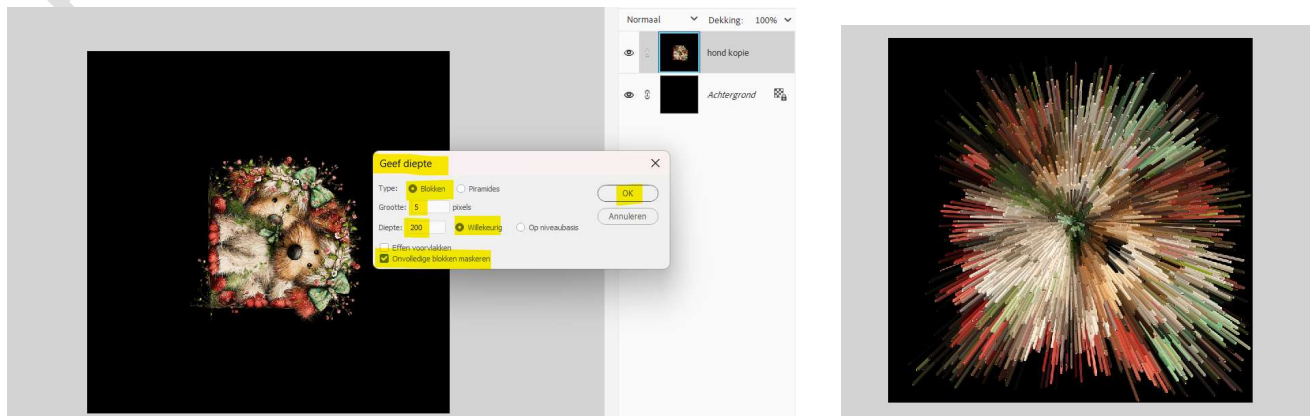 Normaal Dekking: 100%
hond kopie
Achtergrond
Geef diepte
Type: Blokken Piramides
OK
Grootte: 5 pixels
Annuleren
Diepte: 200 Willekeurig Op niveaubasis
Effen voorvlakken
Onvolledige blokken maskeren